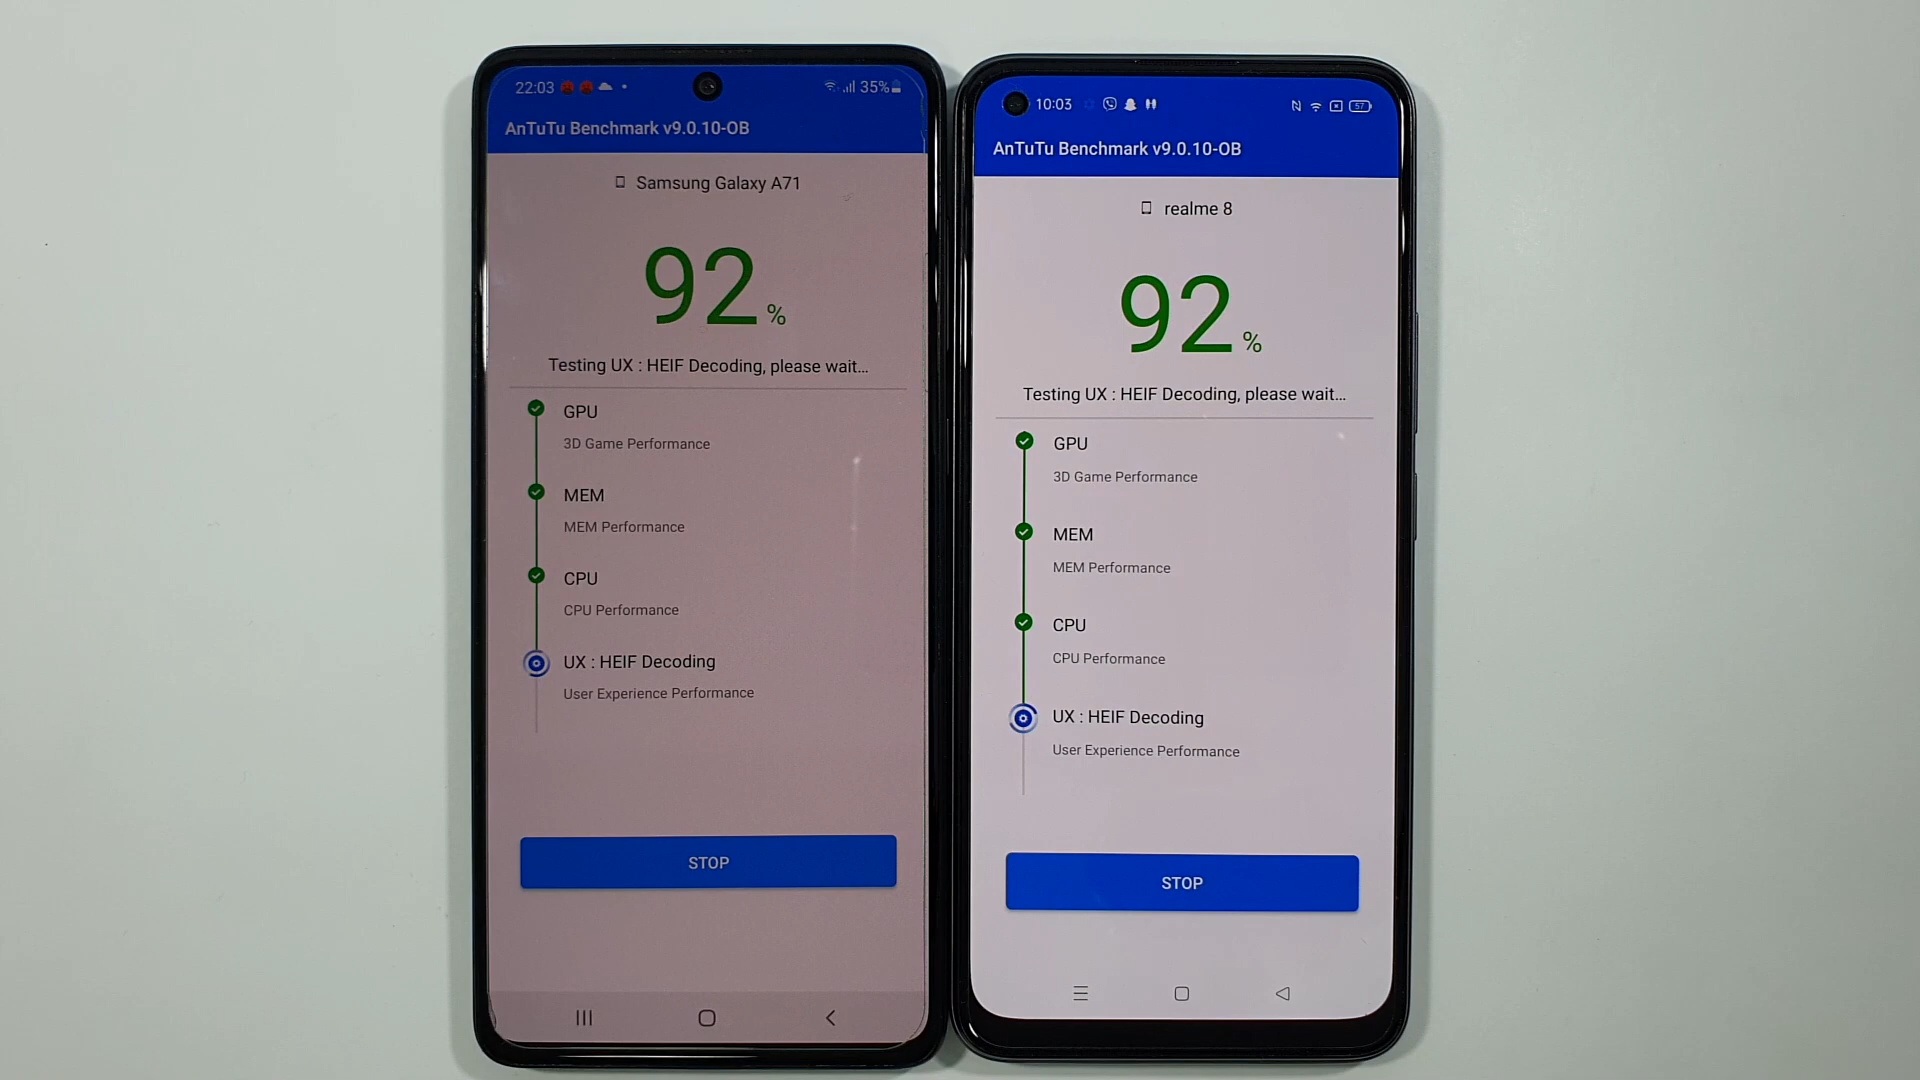 22:03
35%
AnTuTu Benchmark v9.0.10-OB
Samsung Galaxy A71
92%
Testing UX : HEIF Decoding, please wait...
GPU
3D Game Performance
MEM
MEM Performance
CPU
CPU Performance
UX : HEIF Decoding
User Experience Performance
STOP
10:03
57
AnTuTu Benchmark v9.0.10-OB
realme 8
92%
Testing UX : HEIF Decoding, please wait...
GPU
3D Game Performance
MEM
MEM Performance
CPU
CPU Performance
UX : HEIF Decoding
User Experience Performance
STOP